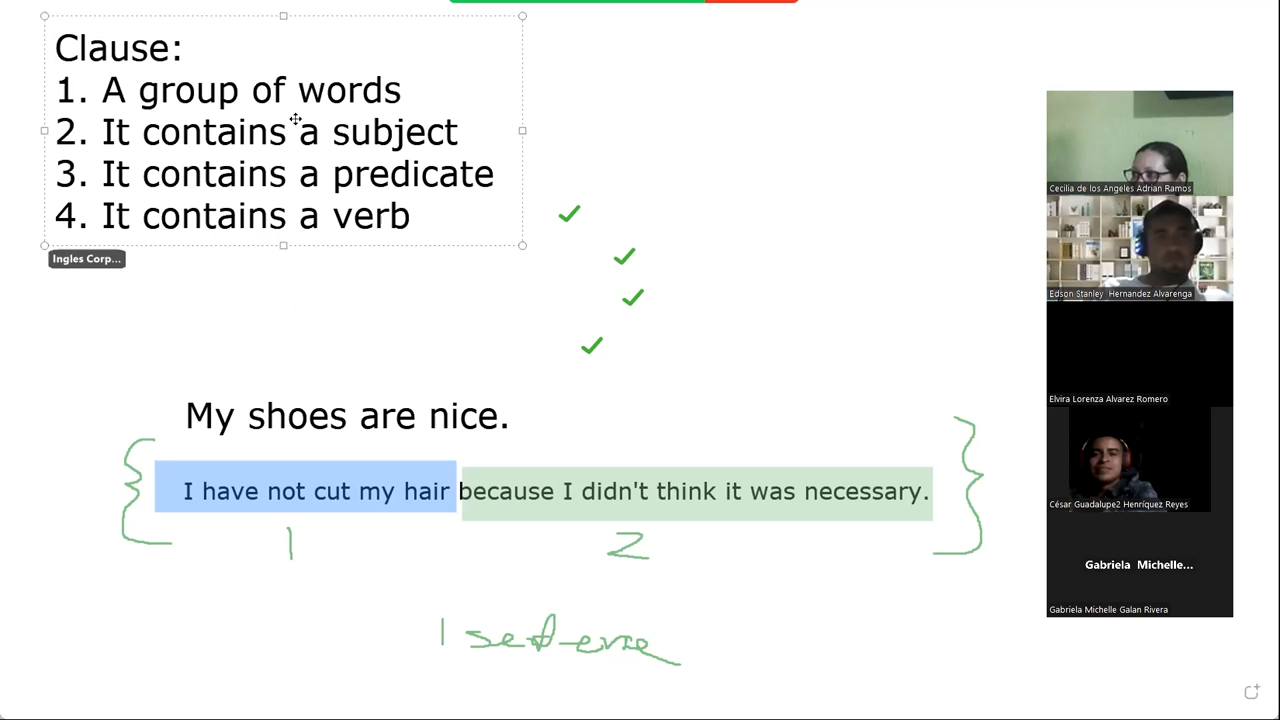 Clause:
1. A group of words
2. It contains a subject
3. It contains a predicate
4. It contains a verb
Ingles Corp...
My shoes are nice.
I have not cut my hair because I didn't think it was necessary.
1 2
1
Cecilia de los Angeles Adrian Ramos
Edson Stanley Hernandez Alvarenga
Elvira Lorenza Alvarez Romero
César Guadalupe2 Henríquez Reyes
Gabriela Michelle...
Gabriela Michelle Galan Rivera